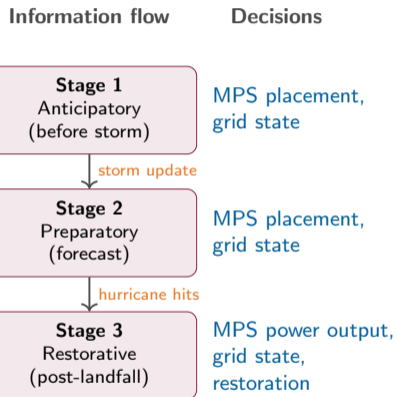 Information flow
Decisions
Stage 1
Anticipatory
(before storm)
MPS placement,
grid state
storm update
Stage 2
Preparatory
(forecast)
MPS placement,
grid state
hurricane hits
Stage 3
Restorative
(post-landfall)
MPS power output,
grid state,
restoration